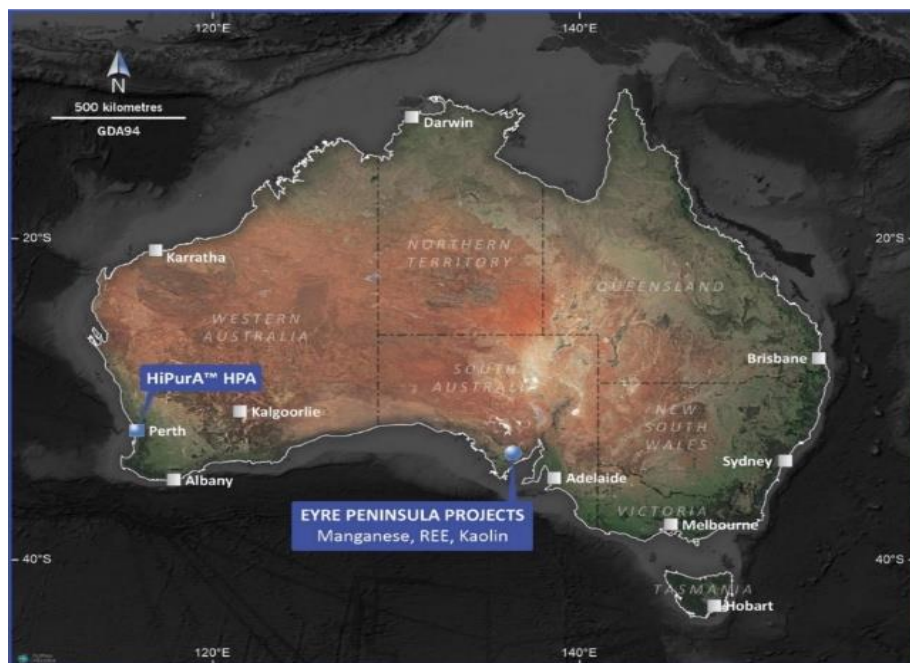 120°E
140°E
N
500 kilometres
GDA94
Darwin
20°S
20°S
Karratha
NORTHERN
TERRITORY
QUEENSLAND
WESTERN
AUSTRALIA
SOUTH
AUSTRALI
Brisbane
HiPurA™ HPA
Kalgoorlie
Perth
NEW
SOUTH
WALES
Sydney
Albany
Adelaide
EYRE PENINSULA PROJECTS
Manganese, REE, Kaolin
VICTORIA
Melbourne
40°S
40°S
TASMANIA
Hobart
120°E
140°E